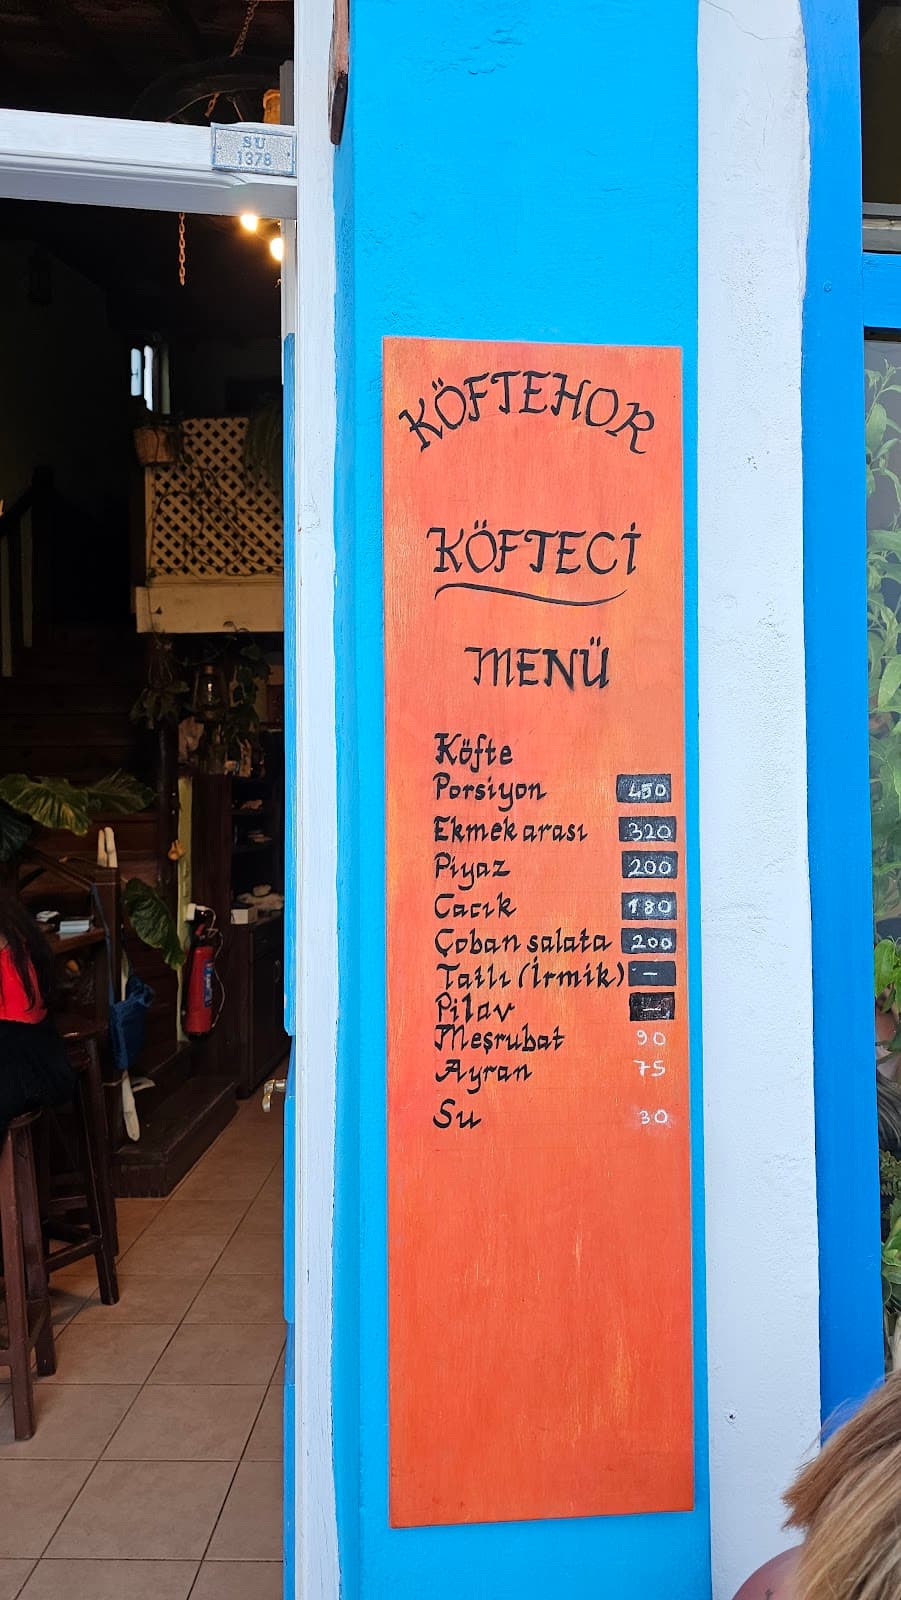 SU
1378
KÖFTEHOR
KÖFTECİ
MENÜ
Köfte
Porsiyon 450
Ekmek arası 320
Piyaz 200
Cacık 180
Çoban salata 200
Tatlı (İrmik) -
Pilav -
Meşrubat 90
Ayran 75
Su 30